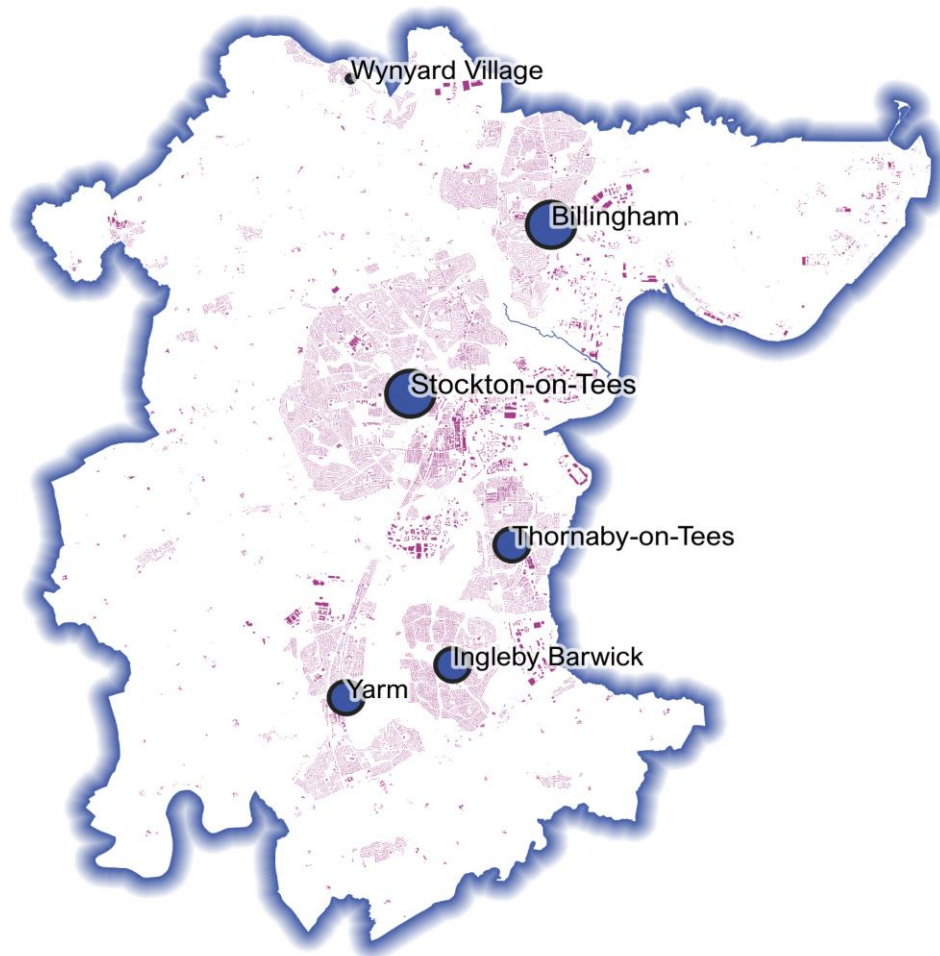 Wynyard Village
Billingham
Stockton-on-Tees
Thornaby-on-Tees
Ingleby Barwick
Yarm